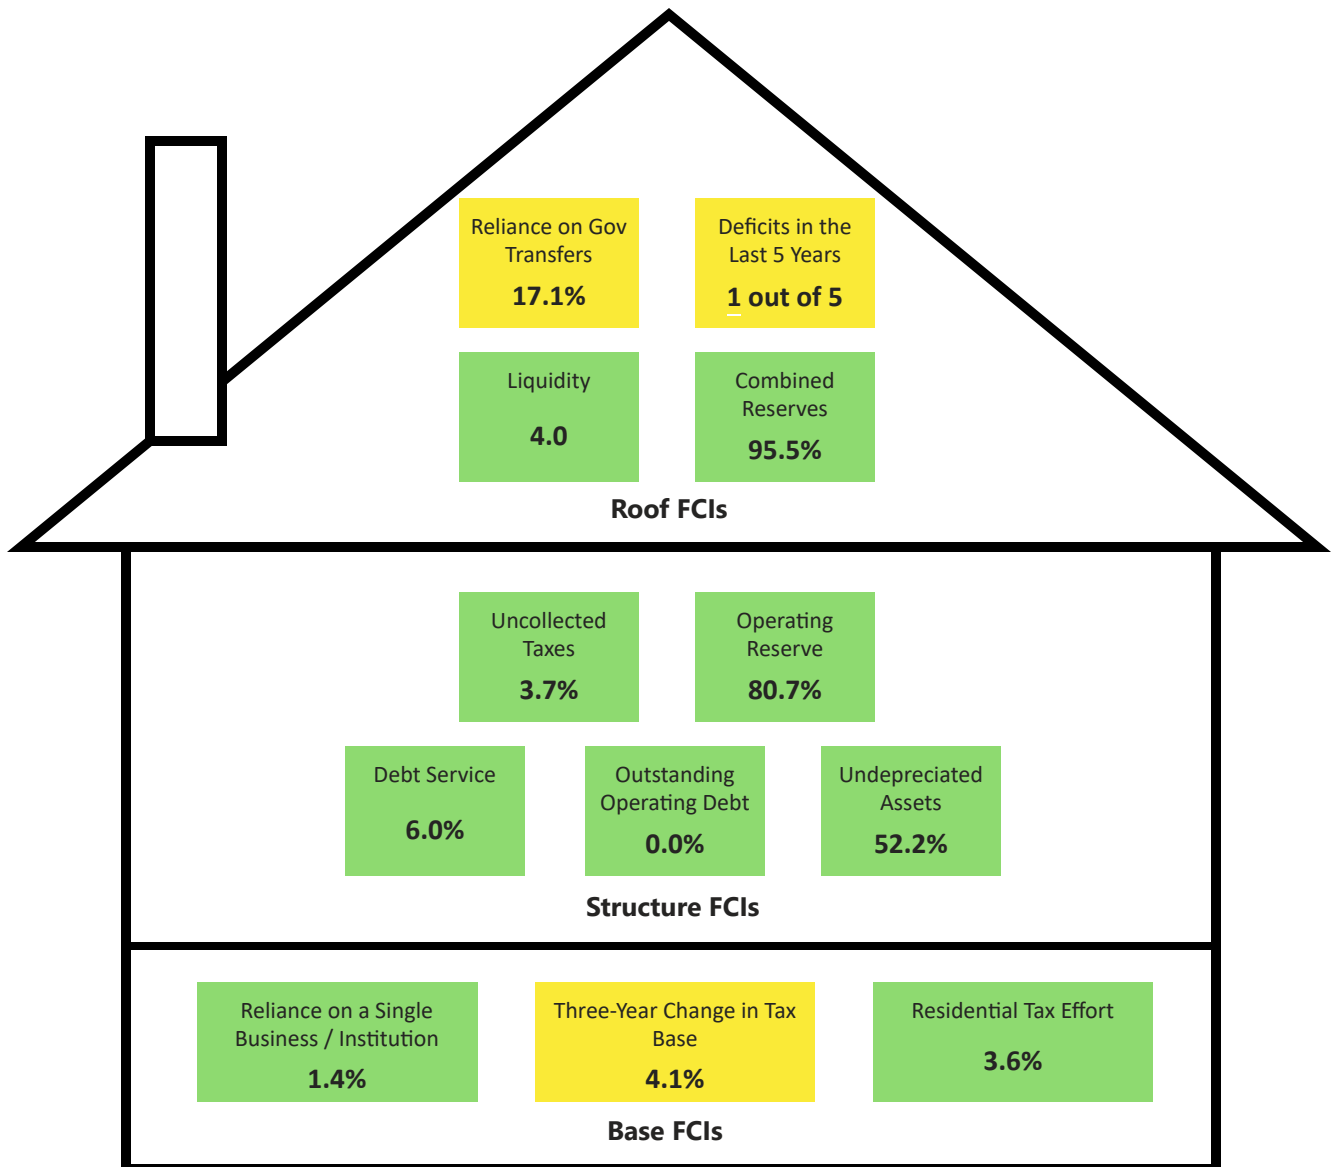 Reliance on Gov
Transfers
17.1%
Deficits in the
Last 5 Years
1 out of 5
Liquidity
4.0
Combined
Reserves
95.5%
Roof FCIs
Uncollected
Taxes
3.7%
Operating
Reserve
80.7%
Debt Service
6.0%
Outstanding
Operating Debt
0.0%
Undepreciated
Assets
52.2%
Structure FCIs
Reliance on a Single
Business / Institution
1.4%
Three-Year Change in Tax
Base
4.1%
Residential Tax Effort
3.6%
Base FCIs